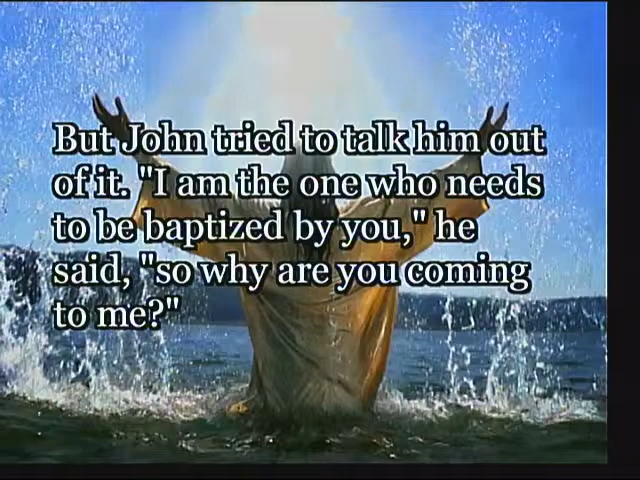 But John tried to talk him out
of it. "I am the one who needs
to be baptized by you," he
said, "so why are you coming
to me?"